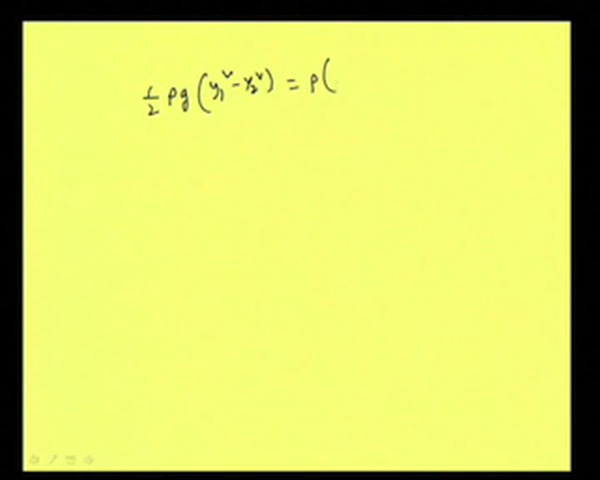 ½ ρg (y₁² - y₂²) = ρ(